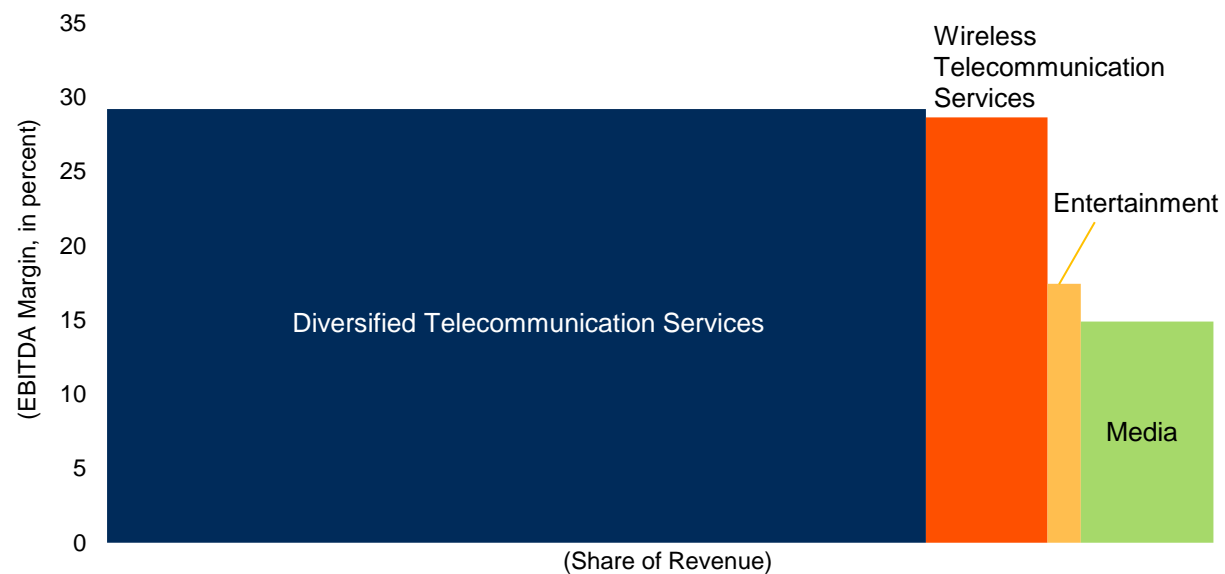 35
30
25
20
15
10
5
0
(EBITDA Margin, in percent)
Wireless
Telecommunication
Services
Entertainment
Diversified Telecommunication Services
Media
(Share of Revenue)